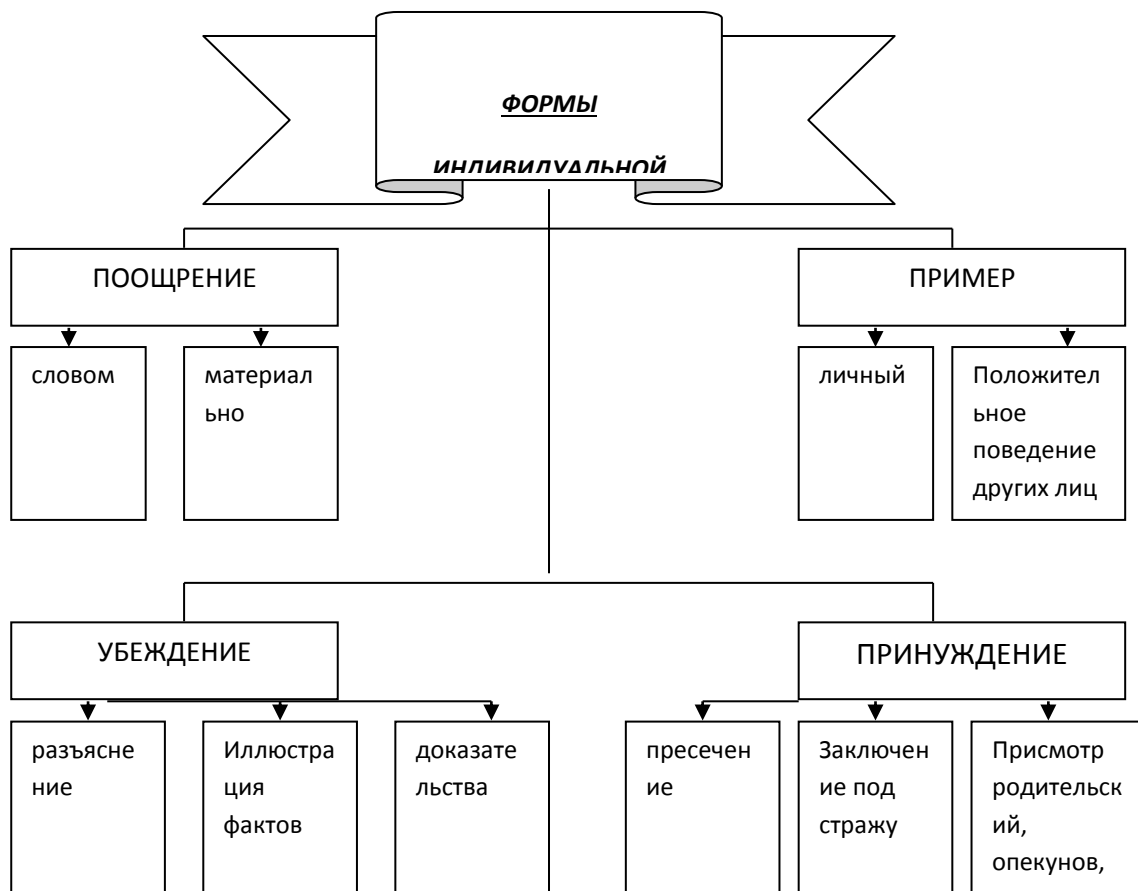 ФОРМЫ
ИНДИВИДУАЛЬНОЙ
ПООЩРЕНИЕ
ПРИМЕР
словом
материал
ьно
личный
Положител
ьное
поведение
других лиц
УБЕЖДЕНИЕ
ПРИНУЖДЕНИЕ
разъясне
ние
Иллюстра
ция
фактов
доказате
льства
пресечен
ие
Заключен
ие под
стражу
Присмотр
родительск
ий,
опекунов,